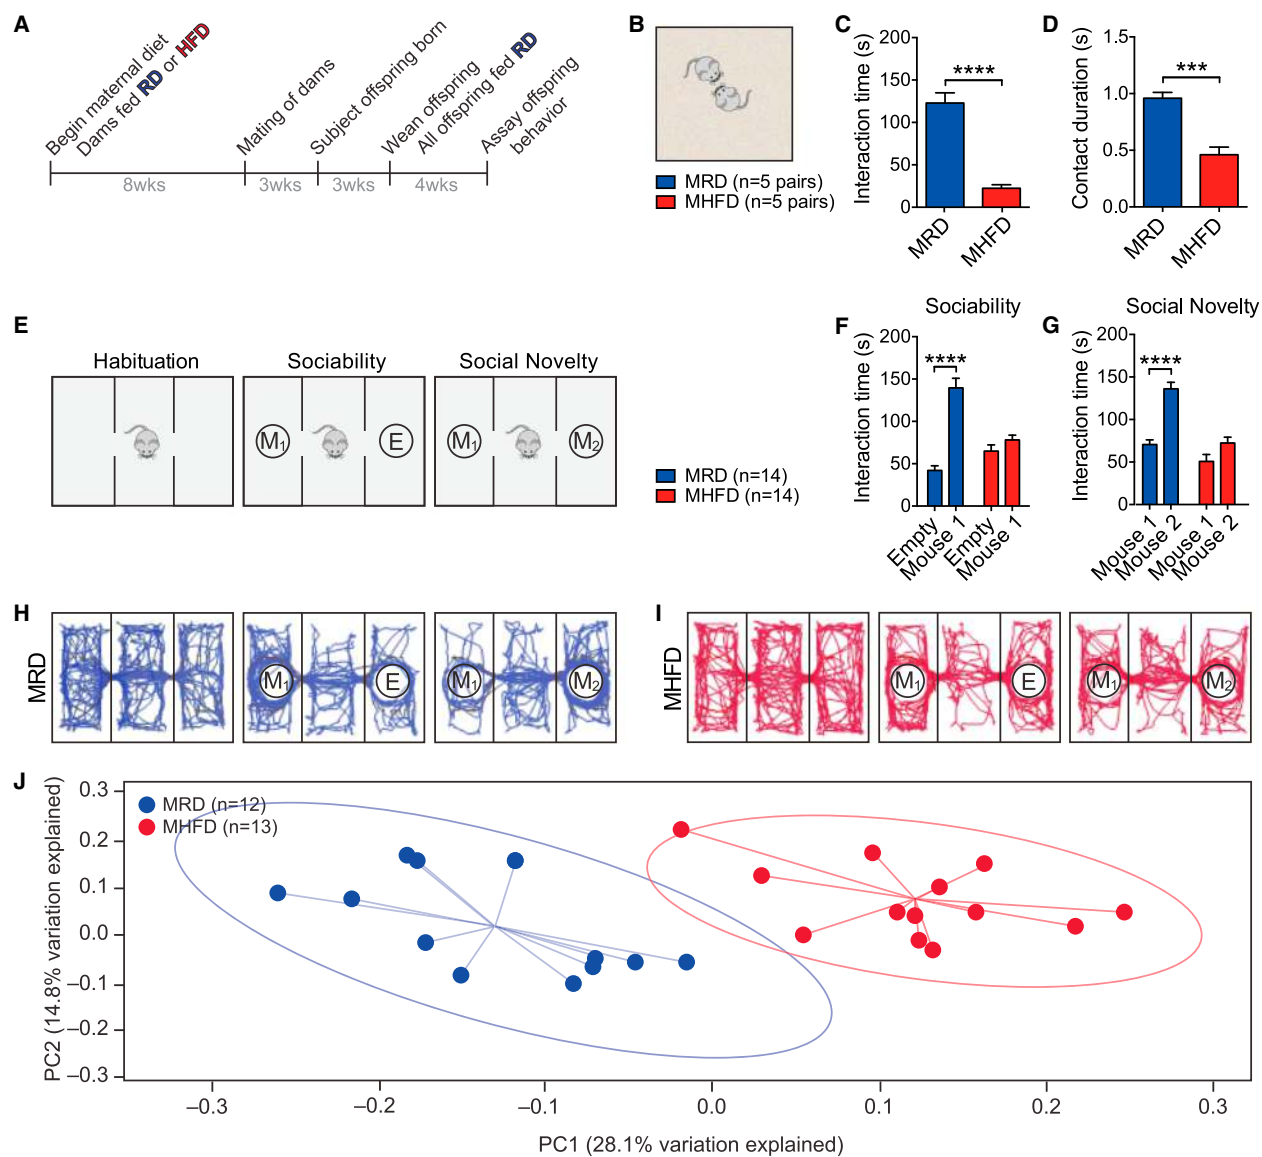 A
Begin maternal diet
Dams fed RD or HFD
Mating of dams
Subject offspring born
Wean offspring
All offspring fed RD
Assay offspring
behavior
8wks
3wks
3wks
4wks
B
MRD (n=5 pairs)
MHFD (n=5 pairs)
C
Interaction time (s)
200
150
100
50
0
****
MRD
MHFD
D
Contact duration (s)
1.5
1.0
0.5
0.0
***
MRD
MHFD
E
Habituation
Sociability
Social Novelty
M1
E
M1
M2
MRD (n=14)
MHFD (n=14)
F
Sociability
Interaction time (s)
200
150
100
50
0
****
Empty
Mouse 1
Empty
Mouse 1
G
Social Novelty
Interaction time (s)
200
150
100
50
0
****
Mouse 1
Mouse 2
Mouse 1
Mouse 2
H
MRD
M1
E
M1
M2
I
MHFD
M1
E
M1
M2
J
MRD (n=12)
MHFD (n=13)
PC2 (14.8% variation explained)
0.3
0.2
0.1
0.0
–0.1
–0.2
–0.3
–0.3
–0.2
–0.1
0.0
0.1
0.2
0.3
PC1 (28.1% variation explained)